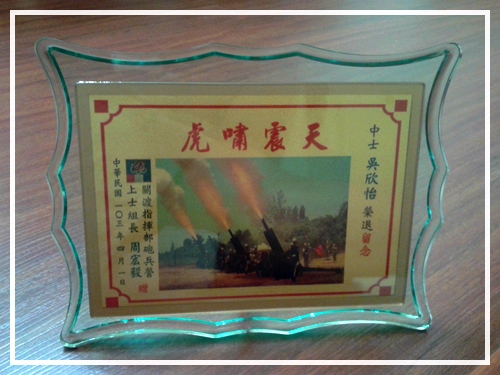 虎嘯震天
中士 吳欣怡 榮退留念
關渡指揮部砲兵營
上士組長 周宏毅 贈
中華民國一〇三年四月一日